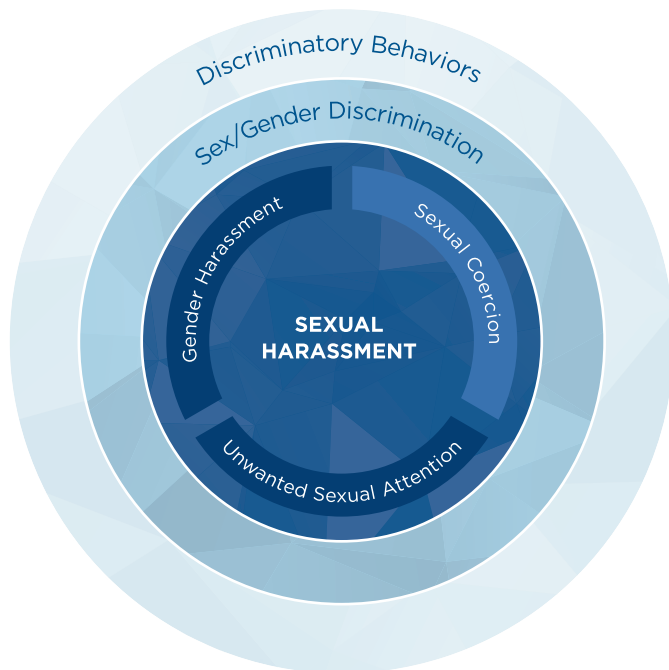 Discriminatory Behaviors
Sex/Gender Discrimination
Gender Harassment
Sexual Coercion
SEXUAL
HARASSMENT
Unwanted Sexual Attention